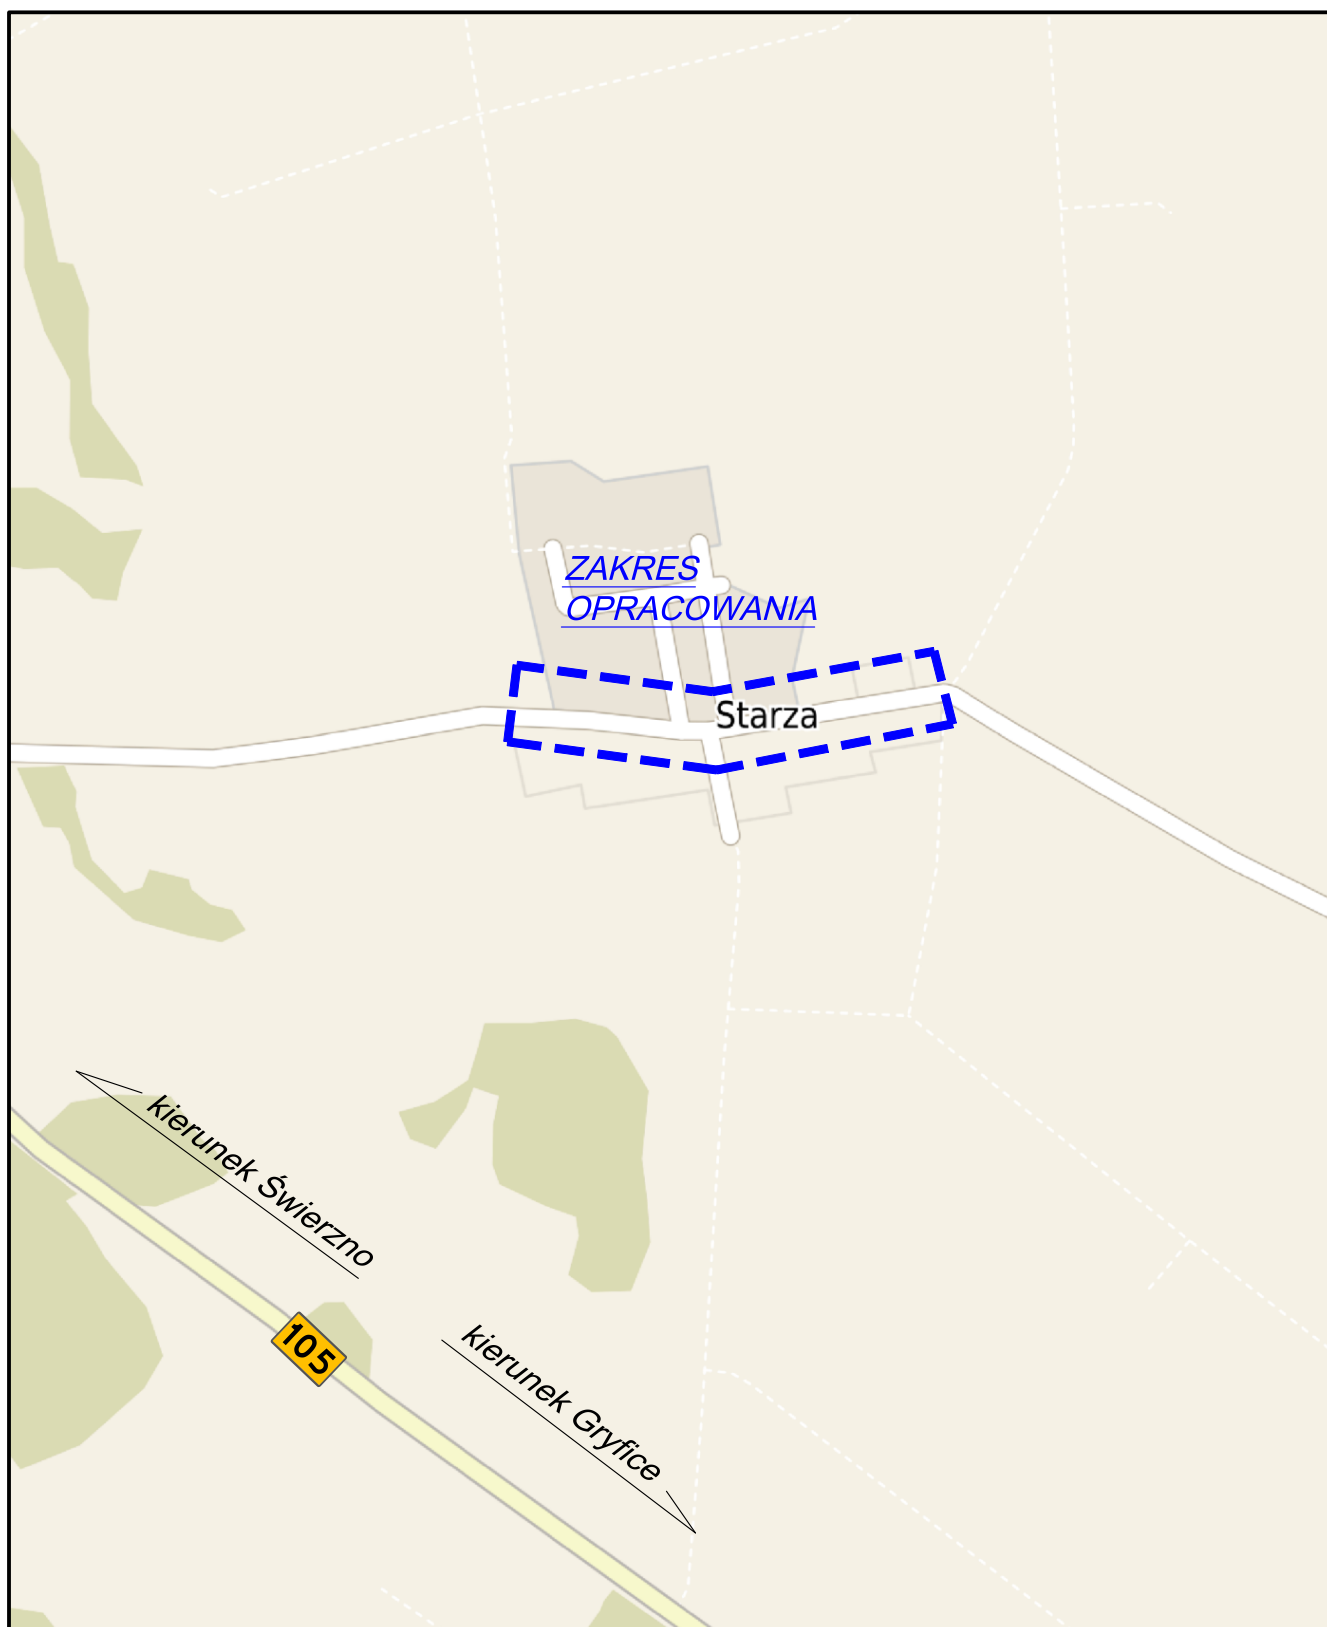 ZAKRES
OPRACOWANIA
Starza
kierunek Świerzno
105
kierunek Gryfice